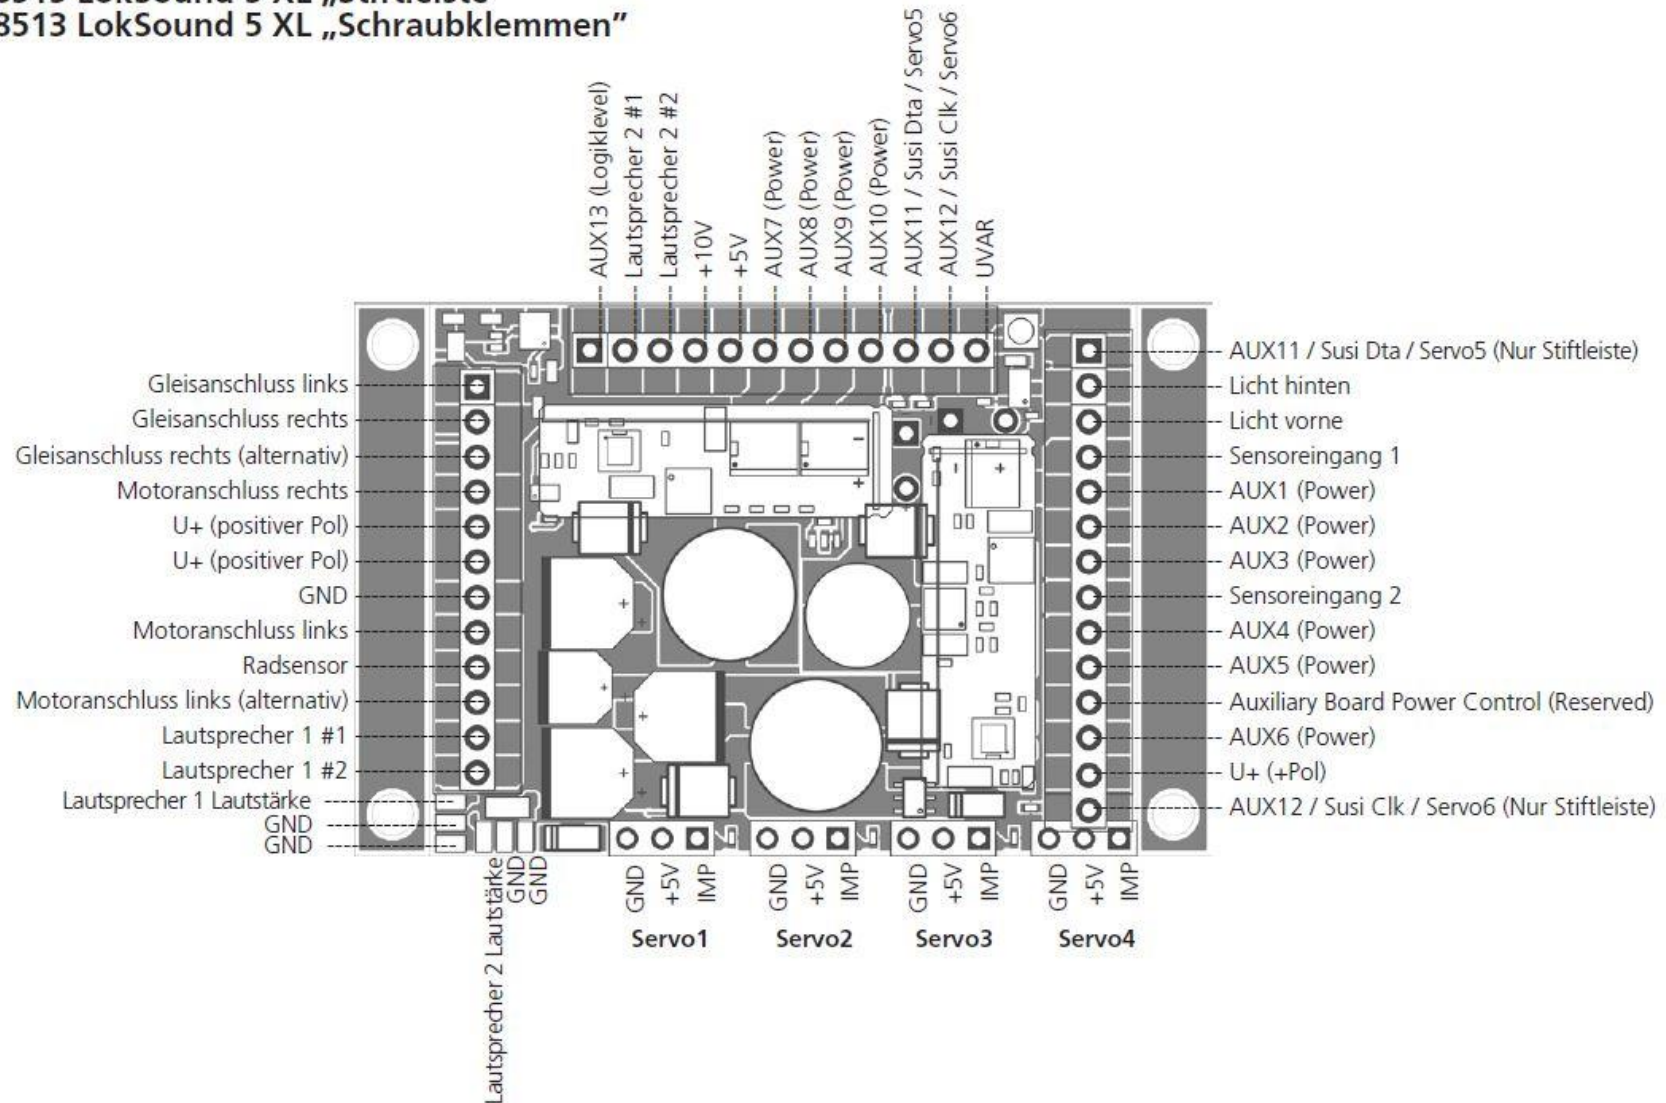 LokSound 5 XL „Stiftleiste
8513 LokSound 5 XL „Schraubklemmen”
AUX13 (Logiklevel)
Lautsprecher 2 #1
Lautsprecher 2 #2
+10V
+5V
AUX7 (Power)
AUX8 (Power)
AUX9 (Power)
AUX10 (Power)
AUX11 / Susi Dta / Servo5
AUX12 / Susi Clk / Servo6
UVAR
Gleisanschluss links
Gleisanschluss rechts
Gleisanschluss rechts (alternativ)
Motoranschluss rechts
U+ (positiver Pol)
U+ (positiver Pol)
GND
Motoranschluss links
Radsensor
Motoranschluss links (alternativ)
Lautsprecher 1 #1
Lautsprecher 1 #2
Lautsprecher 1 Lautstärke
GND
GND
AUX11 / Susi Dta / Servo5 (Nur Stiftleiste)
Licht hinten
Licht vorne
Sensoreingang 1
AUX1 (Power)
AUX2 (Power)
AUX3 (Power)
Sensoreingang 2
AUX4 (Power)
AUX5 (Power)
Auxiliary Board Power Control (Reserved)
AUX6 (Power)
U+ (+Pol)
AUX12 / Susi Clk / Servo6 (Nur Stiftleiste)
Lautsprecher 2 Lautstärke
GND
GND
GND
+5V
IMP
GND
+5V
IMP
GND
+5V
IMP
GND
+5V
IMP
Servo1
Servo2
Servo3
Servo4